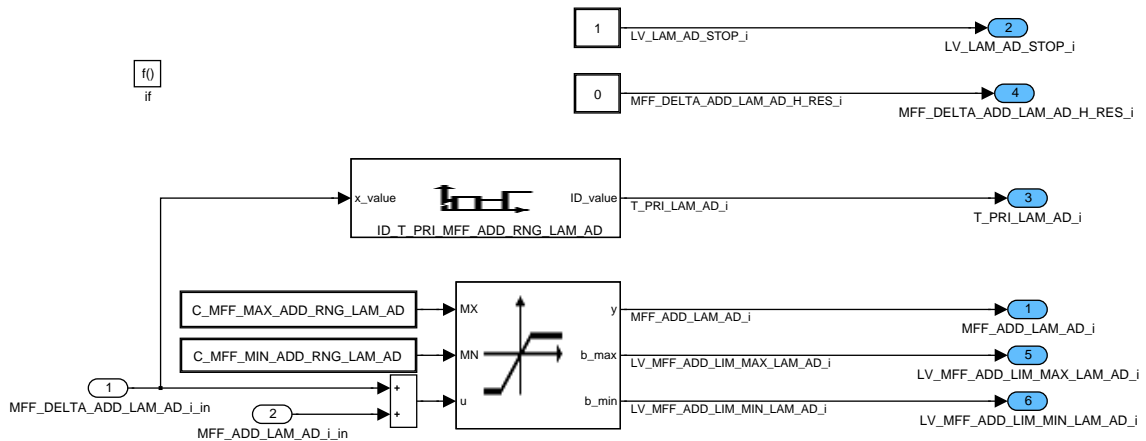 1
LV_LAM_AD_STOP_i
2
LV_LAM_AD_STOP_i
f()
if
0
MFF_DELTA_ADD_LAM_AD_H_RES_i
4
MFF_DELTA_ADD_LAM_AD_H_RES_i
x_value
ID_value
ID_T_PRI_MFF_ADD_RNG_LAM_AD
T_PRI_LAM_AD_i
3
T_PRI_LAM_AD_i
C_MFF_MAX_ADD_RNG_LAM_AD
MX
y
MFF_ADD_LAM_AD_i
1
MFF_ADD_LAM_AD_i
C_MFF_MIN_ADD_RNG_LAM_AD
MN
b_max
LV_MFF_ADD_LIM_MAX_LAM_AD_i
5
LV_MFF_ADD_LIM_MAX_LAM_AD_i
1
MFF_DELTA_ADD_LAM_AD_i_in
+
+
2
MFF_ADD_LAM_AD_i_in
u
b_min
LV_MFF_ADD_LIM_MIN_LAM_AD_i
6
LV_MFF_ADD_LIM_MIN_LAM_AD_i